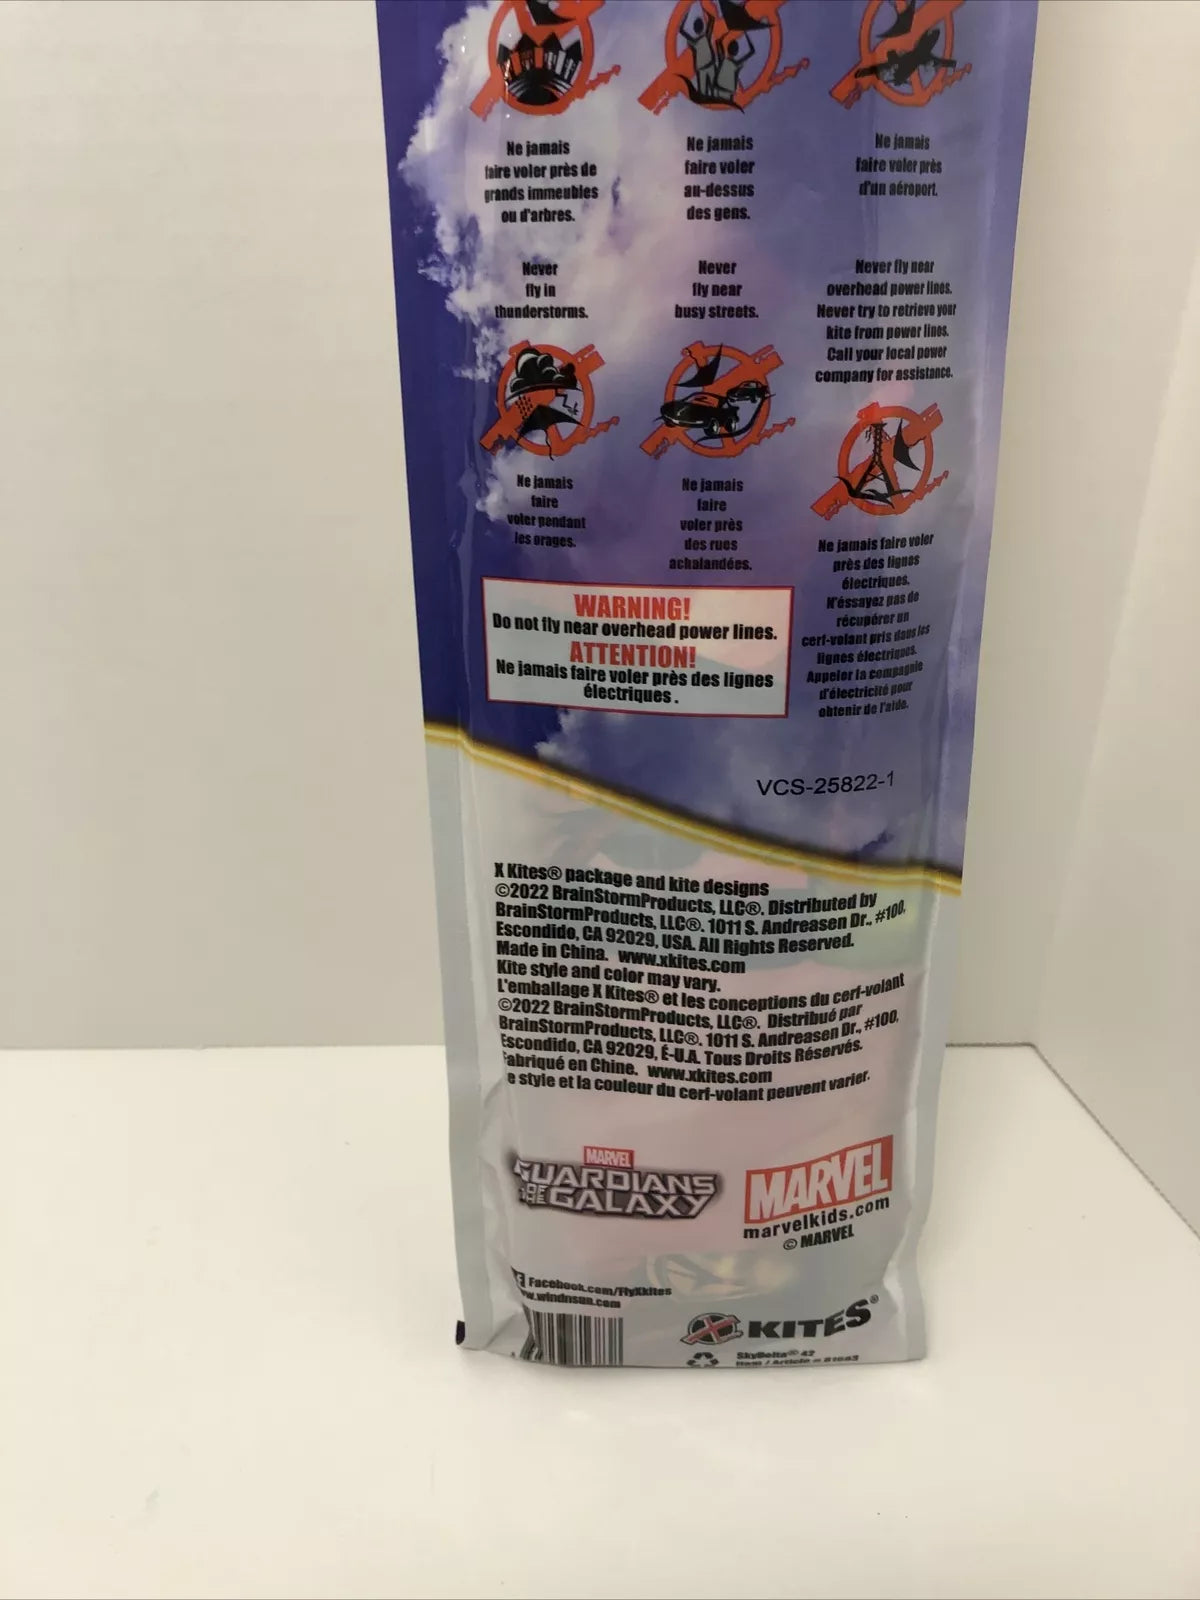 Ne jamais
faire voler près de
grands immeubles
ou d'arbres.
Ne jamais
faire voler
au-dessus
des gens.
Ne jamais
faire voler près
d'un aéroport.
Never
fly in
thunderstorms.
Never
fly near
busy streets.
Never fly near
overhead power lines.
Never try to retrieve your
kite from power lines.
Call your local power
company for assistance.
Ne jamais
faire
voler pendant
les orages.
Ne jamais
faire
voler près
des rues
achalandées.
Ne jamais faire voler
près des lignes
électriques.
N'éssayez pas de
récupérer un
cerf-volant pris dans les
lignes électriques.
Appeler la compagnie
d'électricité pour
obtenir de l'aide.
WARNING!
Do not fly near overhead power lines.
ATTENTION!
Ne jamais faire voler près des lignes
électriques .
VCS-25822-1
X Kites® package and kite designs
©2022 BrainStormProducts, LLC®. Distributed by
BrainStormProducts, LLC®. 1011 S. Andreasen Dr., #100,
Escondido, CA 92029, USA. All Rights Reserved.
Made in China. www.xkites.com
Kite style and color may vary.
L'emballage X Kites® et les conceptions du cerf-volant
©2022 BrainStormProducts, LLC®. Distribué par
BrainStormProducts, LLC®. 1011 S. Andreasen Dr., #100,
Escondido, CA 92029, É-U.A. Tous Droits Réservés.
abriqué en Chine. www.xkites.com
e style et la couleur du cerf-volant peuvent varier.
MARVEL
GUARDIANS
OF THE GALAXY
MARVEL
marvelkids.com
© MARVEL
Facebook.com/FlyXkites
w.windnsun.com
X KITES®
SkyDelta® 42
Item / Article #